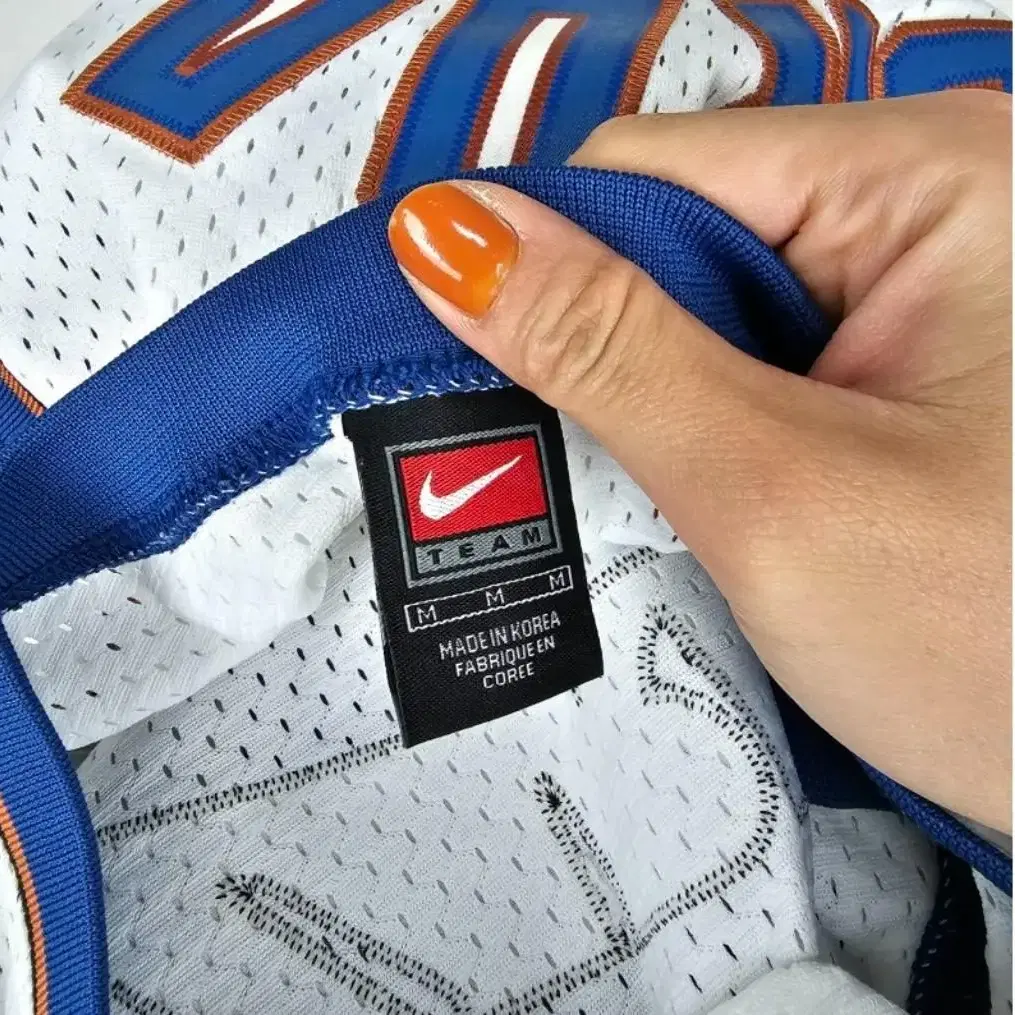 TEAM
M M M
MADE IN KOREA
FABRIQUE EN
COREE